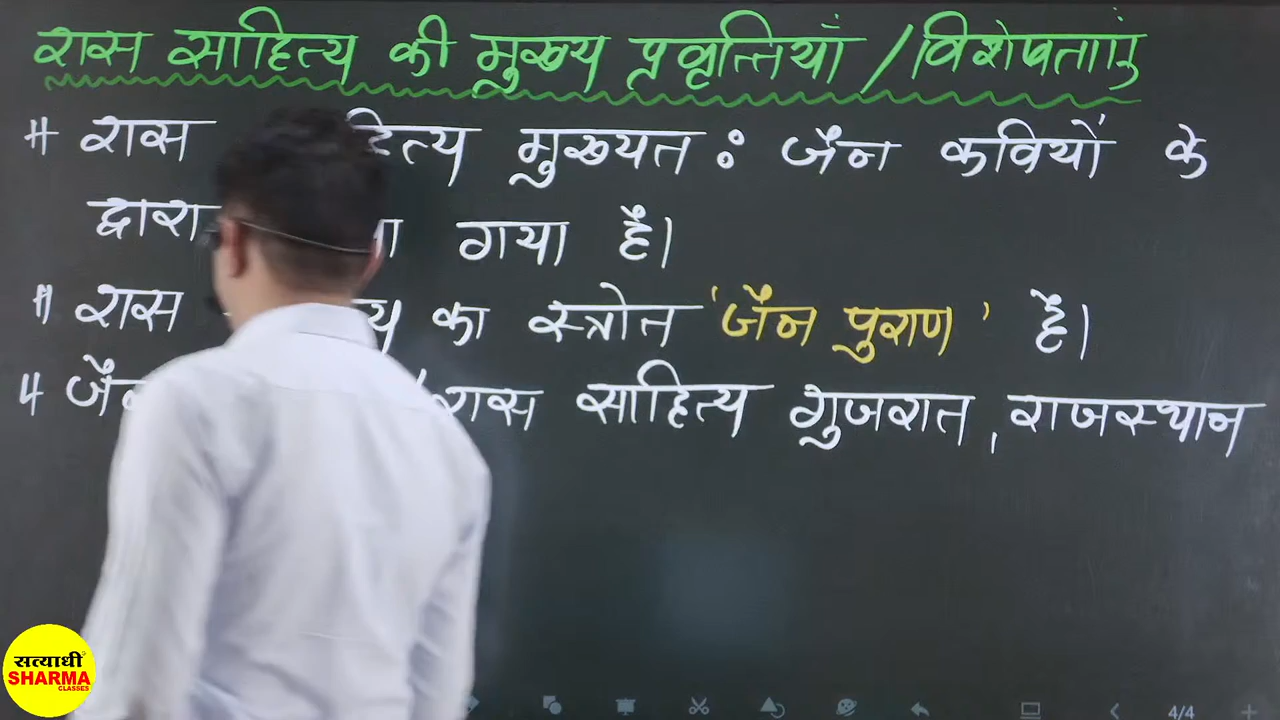 रास साहित्य की मुख्य प्रवृत्तियाँ / विशेषताएं
# रास हित्य मुख्यत: जैन कवियों के
द्वारा गया है।
# रास का स्त्रोत 'जैन पुराण' है।
# रास साहित्य गुजरात, राजस्थान
सत्याधी
SHARMA
CLASSES
4/4